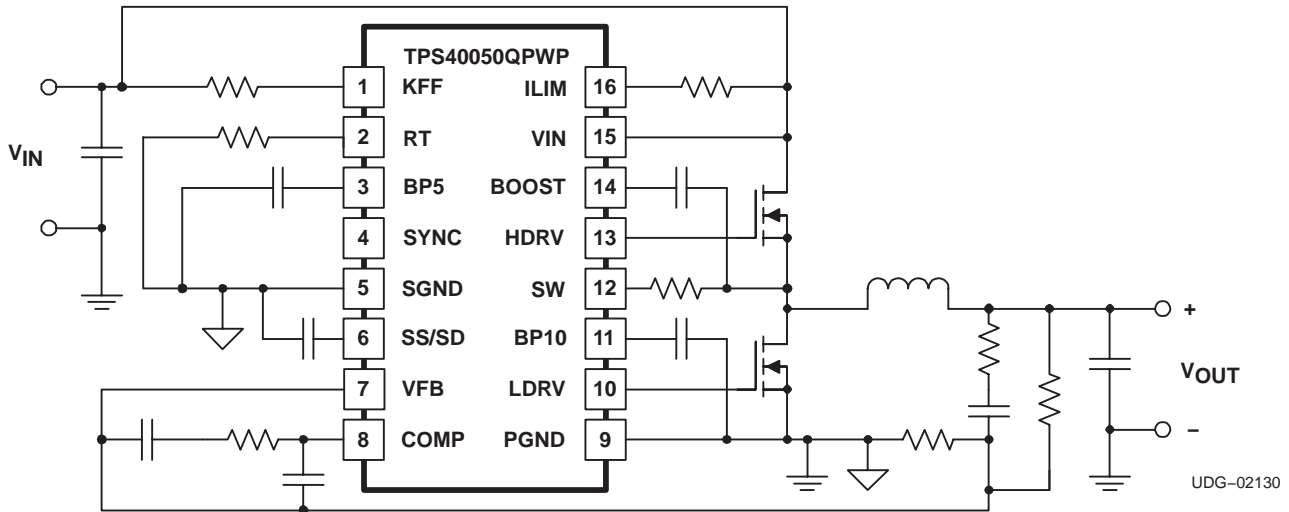 TPS40050QPWP
1 KFF ILIM 16
2 RT VIN 15
3 BP5 BOOST 14
4 SYNC HDRV 13
5 SGND SW 12
6 SS/SD BP10 11
7 VFB LDRV 10
8 COMP PGND 9
VIN
+
VOUT
−
UDG−02130